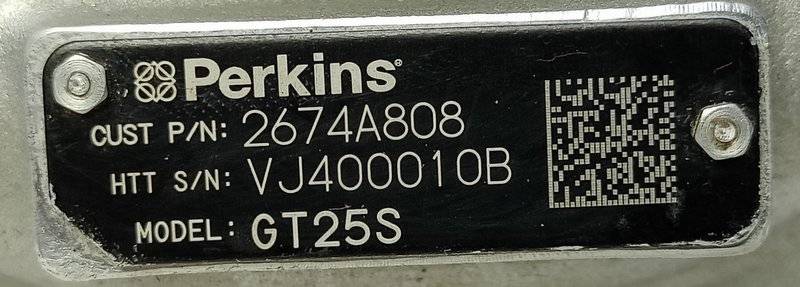 Perkins®
CUST P/N: 2674A808
HTT S/N: VJ400010B
MODEL: GT25S